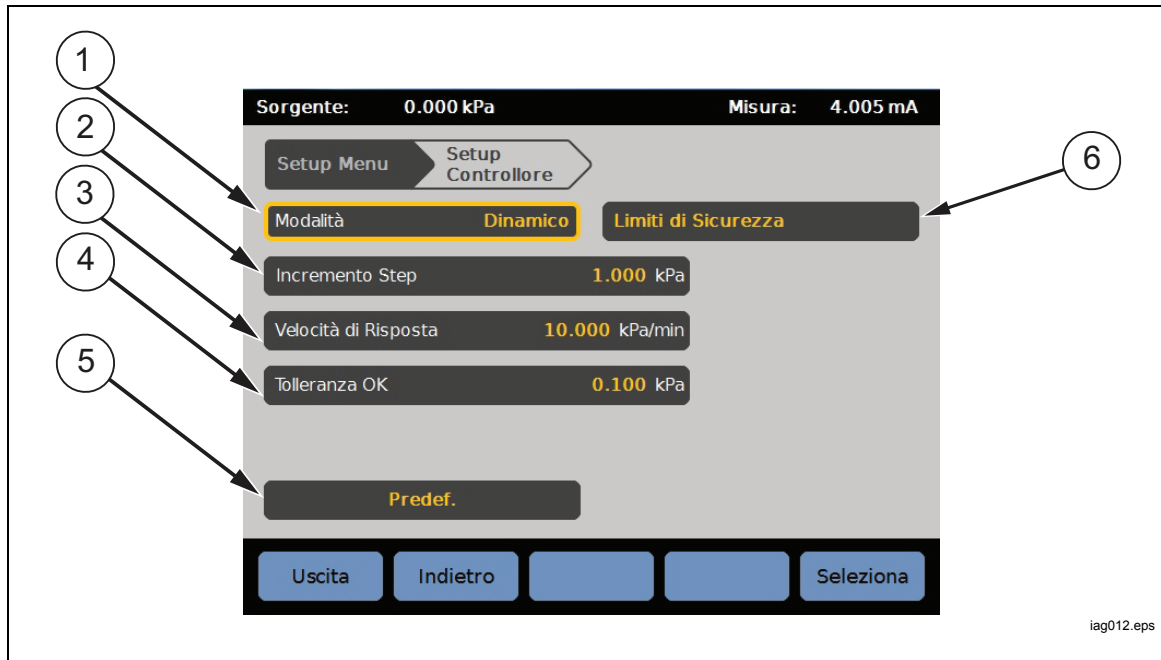 1
2
3
4
5
6
Sorgente: 0.000 kPa Misura: 4.005 mA
Setup Menu
Setup
Controllore
Modalità Dinamico
Limiti di Sicurezza
Incremento Step 1.000 kPa
Velocità di Risposta 10.000 kPa/min
Tolleranza OK 0.100 kPa
Predef.
Uscita Indietro Seleziona
iag012.eps